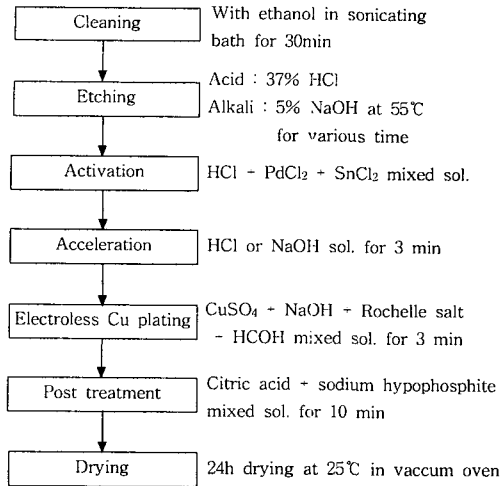 Cleaning
With ethanol in sonicating
bath for 30min
Etching
Acid : 37% HCl
Alkali : 5% NaOH at 55℃
for various time
Activation
HCl + PdCl₂ + SnCl₂ mixed sol.
Acceleration
HCl or NaOH sol. for 3 min
Electroless Cu plating
CuSO₄ + NaOH + Rochelle salt
- HCOH mixed sol. for 3 min
Post treatment
Citric acid + sodium hypophosphite
mixed sol. for 10 min
Drying
24h drying at 25℃ in vaccum oven